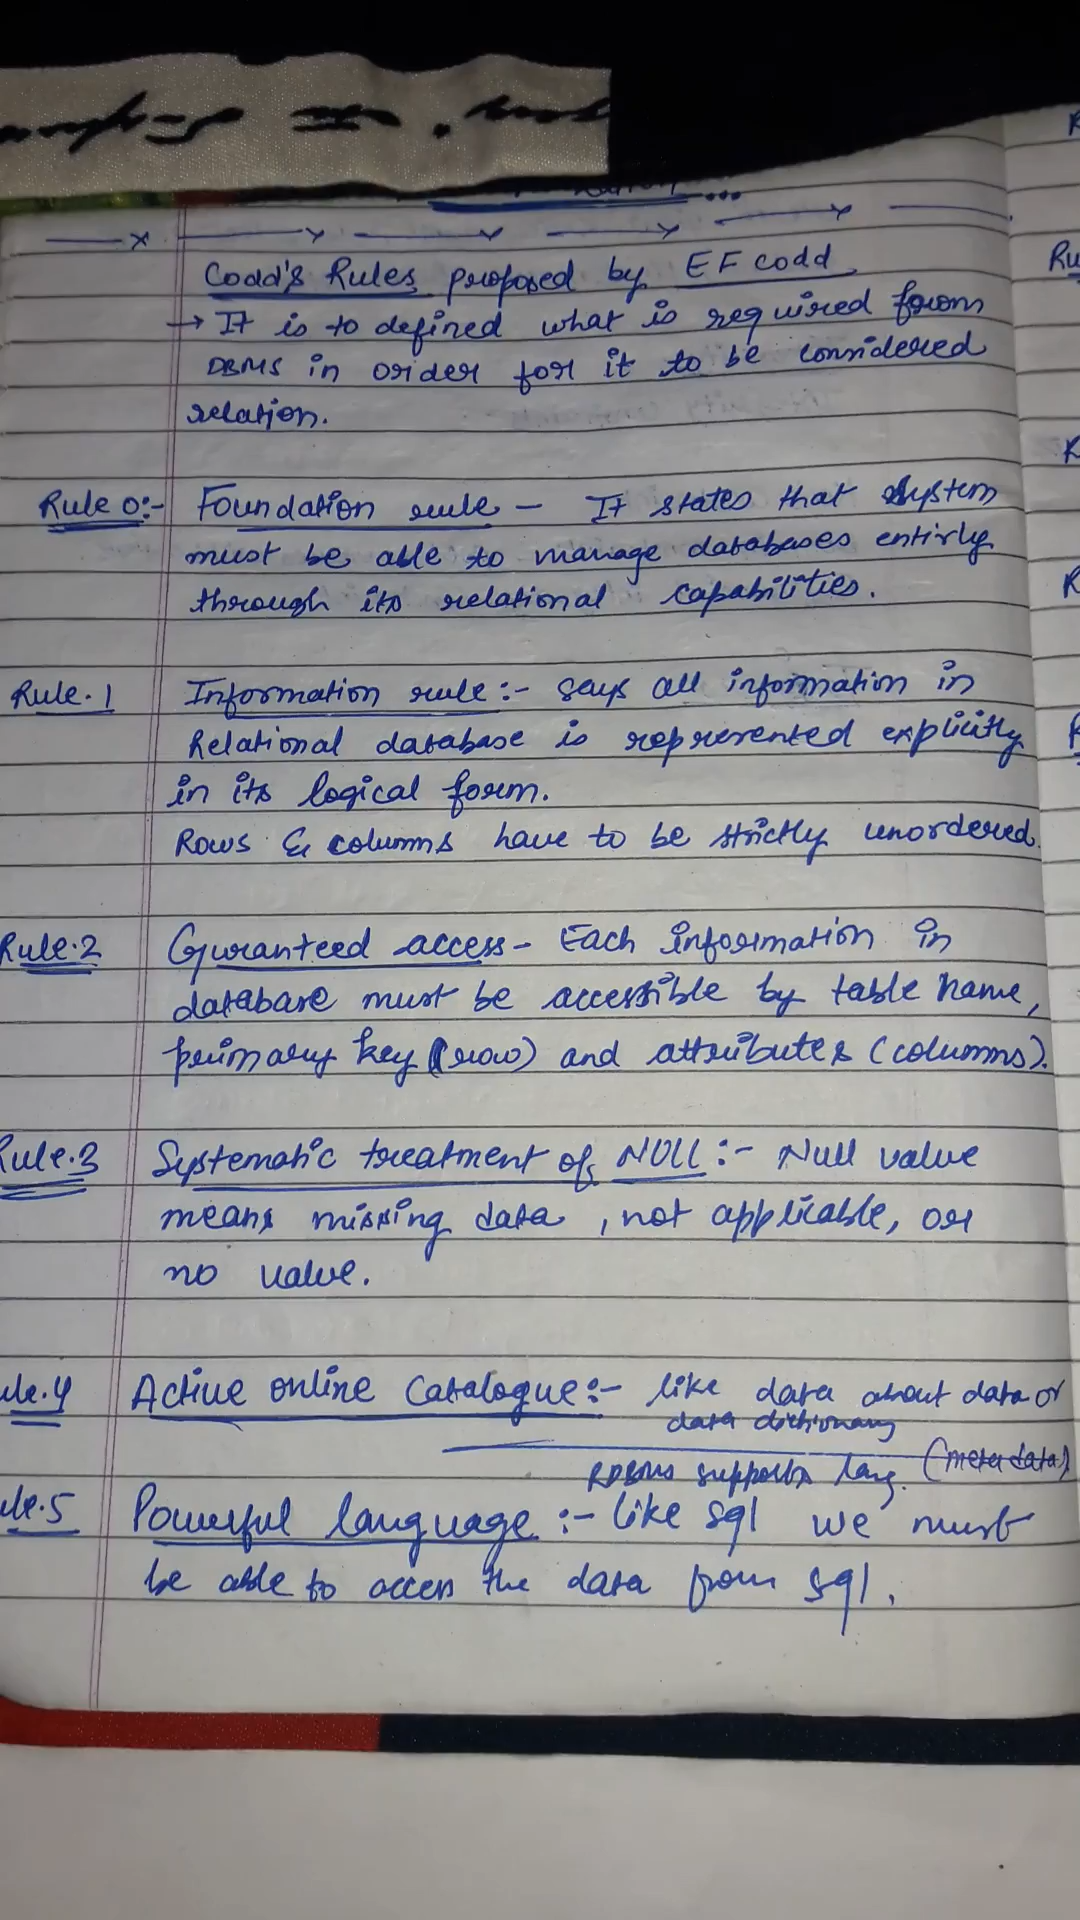 Codd's Rules proposed by EF codd
→ It is to defined what is required from
DBMS in order for it to be considered
relation.
Rule 0:- Foundation rule - It states that system
must be able to manage databases entirly
through its relational capabilities.
Rule.1 Information rule:- says all information in
Relational database is represented explicitly
in its logical form.
Rows & columns have to be strictly unordered.
Rule.2 Guranteed access - Each information in
database must be accessible by table name,
primary key (row) and attributes (columns).
Rule.3 Systematic treatment of NULL:- Null value
means missing data, not applicable, or
no value.
ule.4 Active online Catalogue:- like data about data or
data dictionary
(meta data)
RDBMS supports lang.
ule.5 Powerful language :- like sql we must
be able to accen the data from sql.